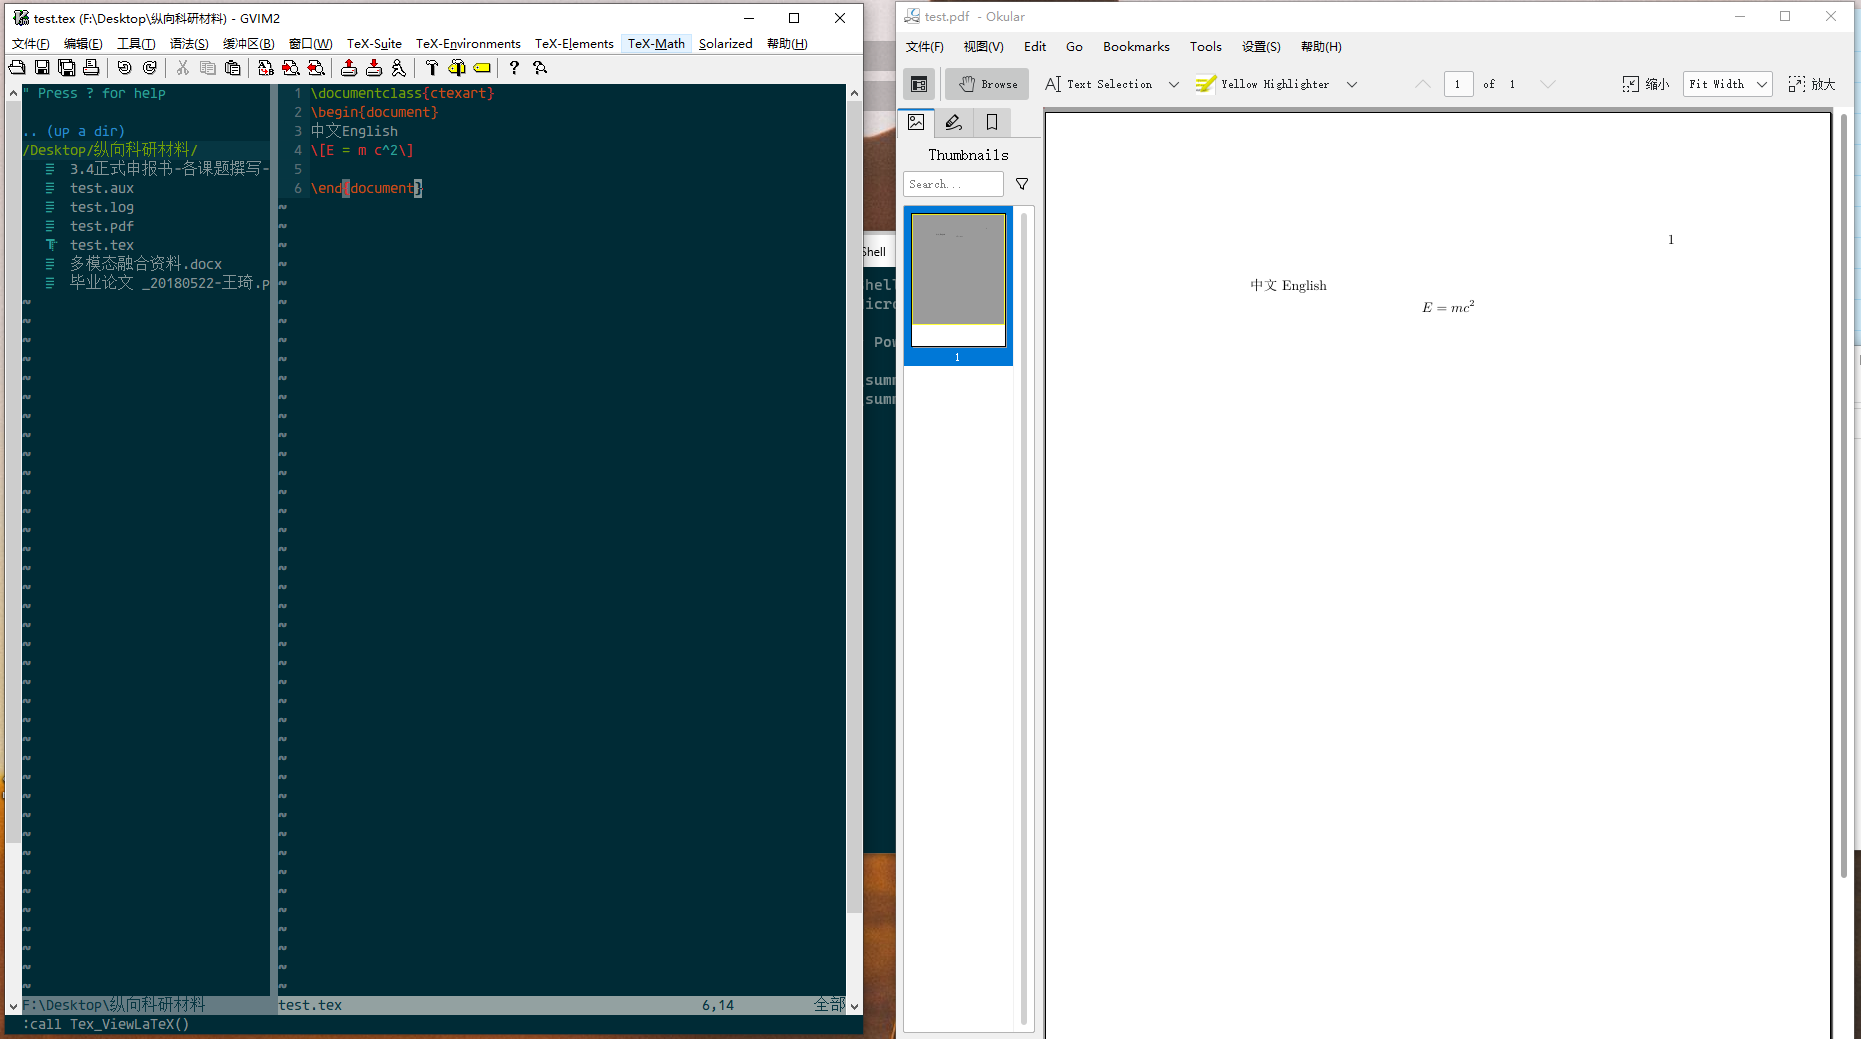 test.tex (F:\Desktop\纵向科研材料) - GVIM2
文件(F) 编辑(E) 工具(T) 语法(S) 缓冲区(B) 窗口(W) TeX-Suite TeX-Environments TeX-Elements TeX-Math Solarized 帮助(H)
" Press ? for help
.. (up a dir)
/Desktop/纵向科研材料/
3.4正式申报书-各课题撰写-
test.aux
test.log
test.pdf
test.tex
多模态融合资料.docx
毕业论文 _20180522-王琦.p
1 \documentclass{ctexart}
2 \begin{document}
3 中文English
4 \[E = m c^2\]
5
6 \end{document}
F:\Desktop\纵向科研材料
test.tex 6,14 全部
:call Tex_ViewLaTeX()
hell
hell
icro
Pow
sum
sum
test.pdf - Okular
文件(F) 视图(V) Edit Go Bookmarks Tools 设置(S) 帮助(H)
Browse Text Selection Yellow Highlighter 1 of 1 缩小 Fit Width 放大
Thumbnails
Search...
1
1
中文 English
E = mc²